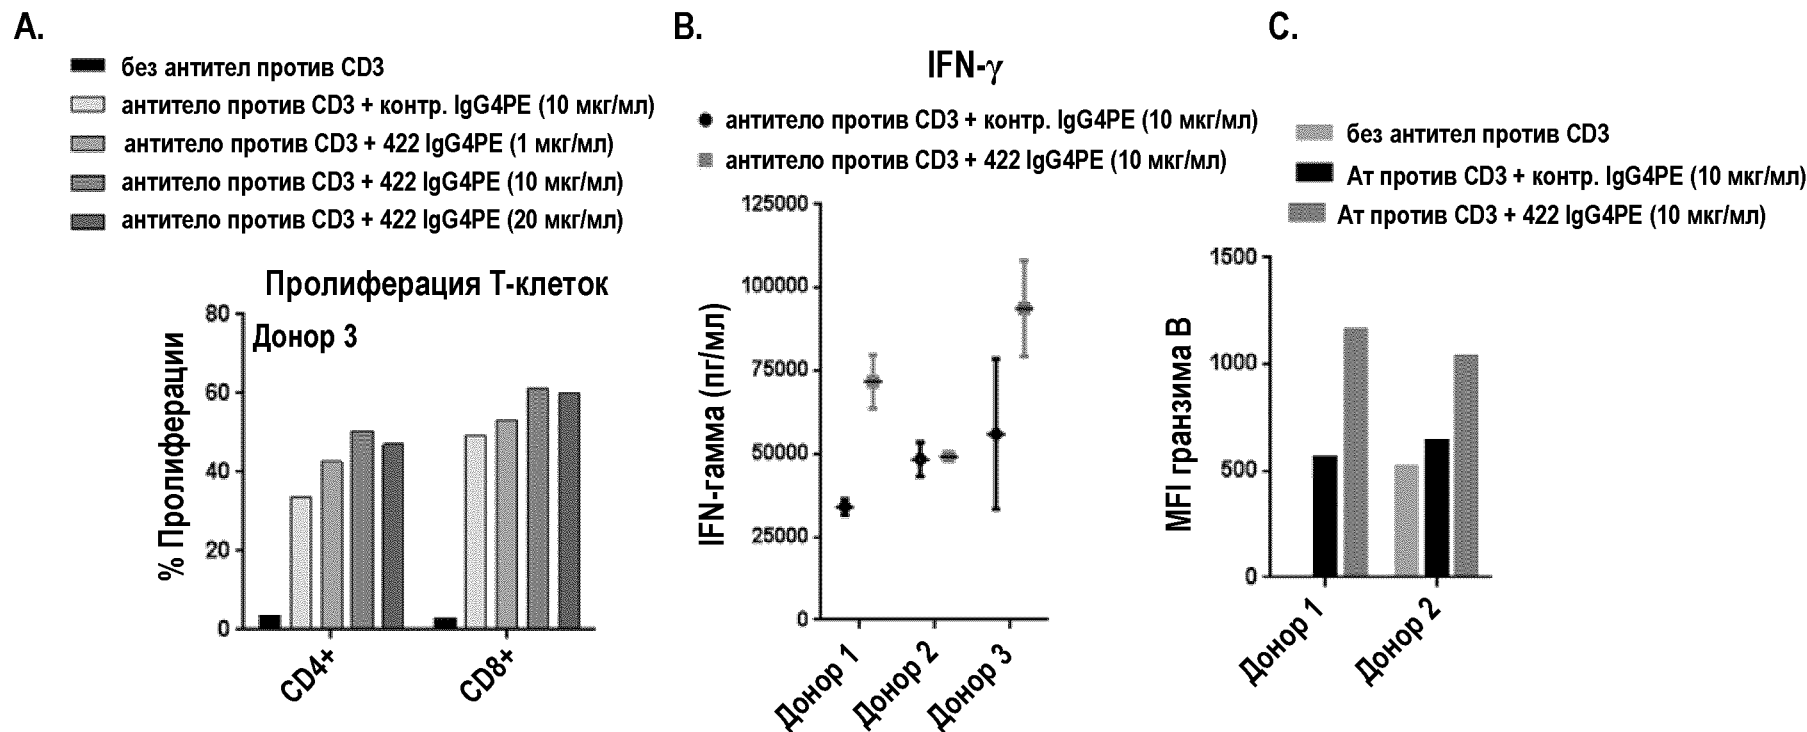 A.
без антител против CD3
антитело против CD3 + контр. IgG4PE (10 мкг/мл)
антитело против CD3 + 422 IgG4PE (1 мкг/мл)
антитело против CD3 + 422 IgG4PE (10 мкг/мл)
антитело против CD3 + 422 IgG4PE (20 мкг/мл)
Пролиферация Т-клеток
Донор 3
% Пролиферации
80
60
40
20
0
CD4+
CD8+
B.
IFN-γ
антитело против CD3 + контр. IgG4PE (10 мкг/мл)
антитело против CD3 + 422 IgG4PE (10 мкг/мл)
IFN-гамма (пг/мл)
125000
100000
75000
50000
25000
0
Донор 1
Донор 2
Донор 3
C.
без антител против CD3
Ат против CD3 + контр. IgG4PE (10 мкг/мл)
Ат против CD3 + 422 IgG4PE (10 мкг/мл)
MFI гранзима B
1500
1000
500
0
Донор 1
Донор 2